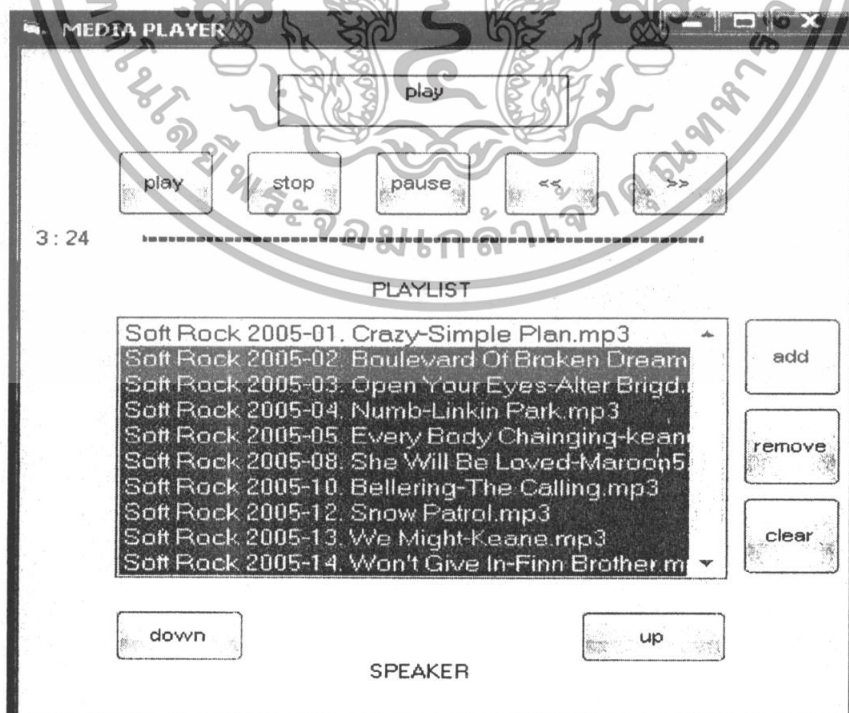 MEDIA PLAYER
play
play stop pause << >>
3:24
PLAYLIST
Soft Rock 2005-01. Crazy-Simple Plan.mp3
Soft Rock 2005-02. Boulevard Of Broken Dream
Soft Rock 2005-03. Open Your Eyes-Alter Brigd.
Soft Rock 2005-04. Numb-Linkin Park.mp3
Soft Rock 2005-05. Every Body Chainging-kean
Soft Rock 2005-08. She Will Be Loved-Maroon5.
Soft Rock 2005-10. Bellering-The Calling.mp3
Soft Rock 2005-12. Snow Patrol.mp3
Soft Rock 2005-13. We Might-Keane.mp3
Soft Rock 2005-14. Won't Give In-Finn Brother.m
add
remove
clear
down up
SPEAKER